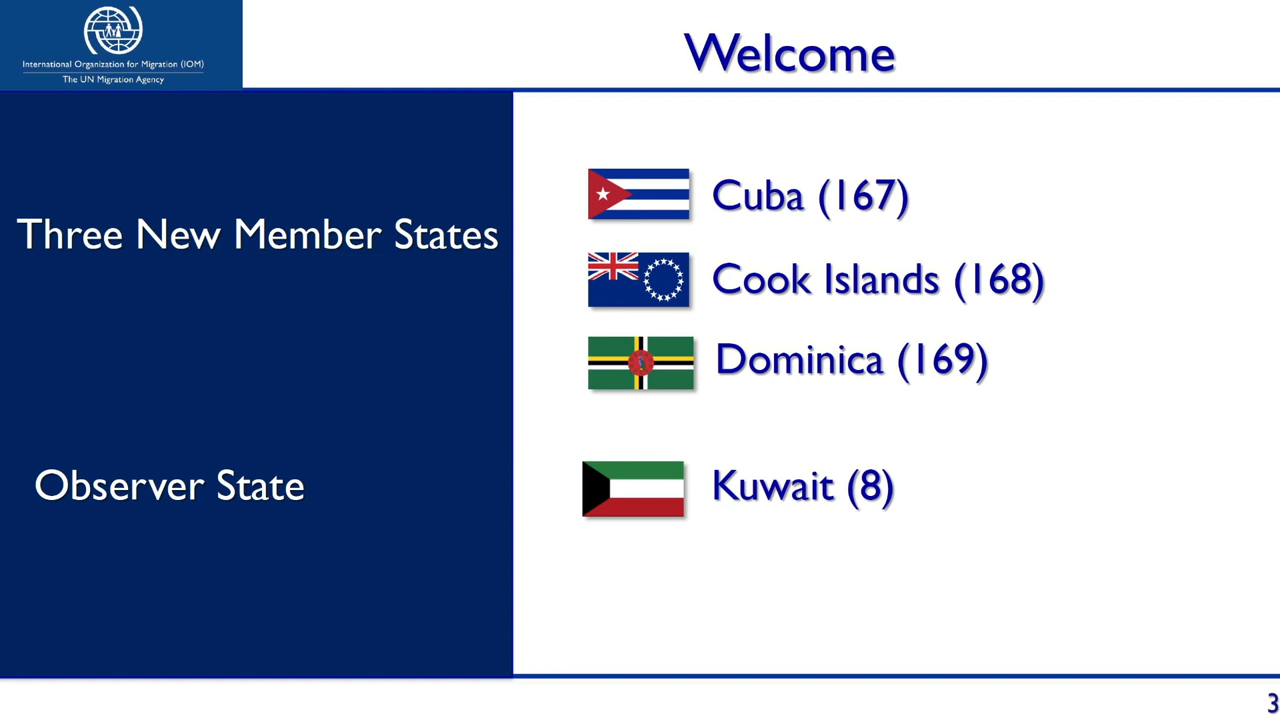 International Organization for Migration (IOM)
The UN Migration Agency
Welcome
Three New Member States
Cuba (167)
Cook Islands (168)
Dominica (169)
Observer State
Kuwait (8)
3